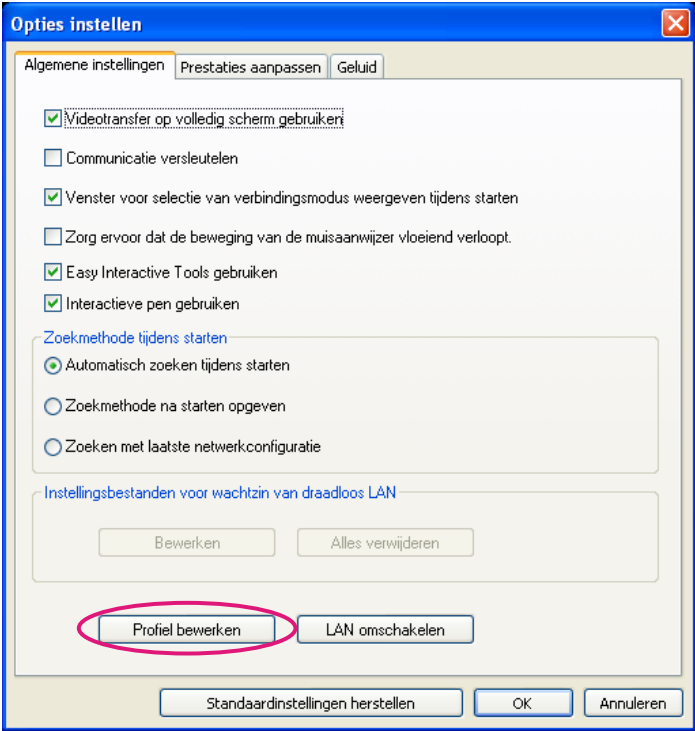 Opties instellen
Algemene instellingen
Prestaties aanpassen
Geluid
Videotransfer op volledig scherm gebruiken
Communicatie versleutelen
Venster voor selectie van verbindingsmodus weergeven tijdens starten
Zorg ervoor dat de beweging van de muisaanwijzer vloeiend verloopt.
Easy Interactive Tools gebruiken
Interactieve pen gebruiken
Zoekmethode tijdens starten
Automatisch zoeken tijdens starten
Zoekmethode na starten opgeven
Zoeken met laatste netwerkconfiguratie
Instellingsbestanden voor wachtzin van draadloos LAN
Bewerken
Alles verwijderen
Profiel bewerken
LAN omschakelen
Standaardinstellingen herstellen
OK
Annuleren